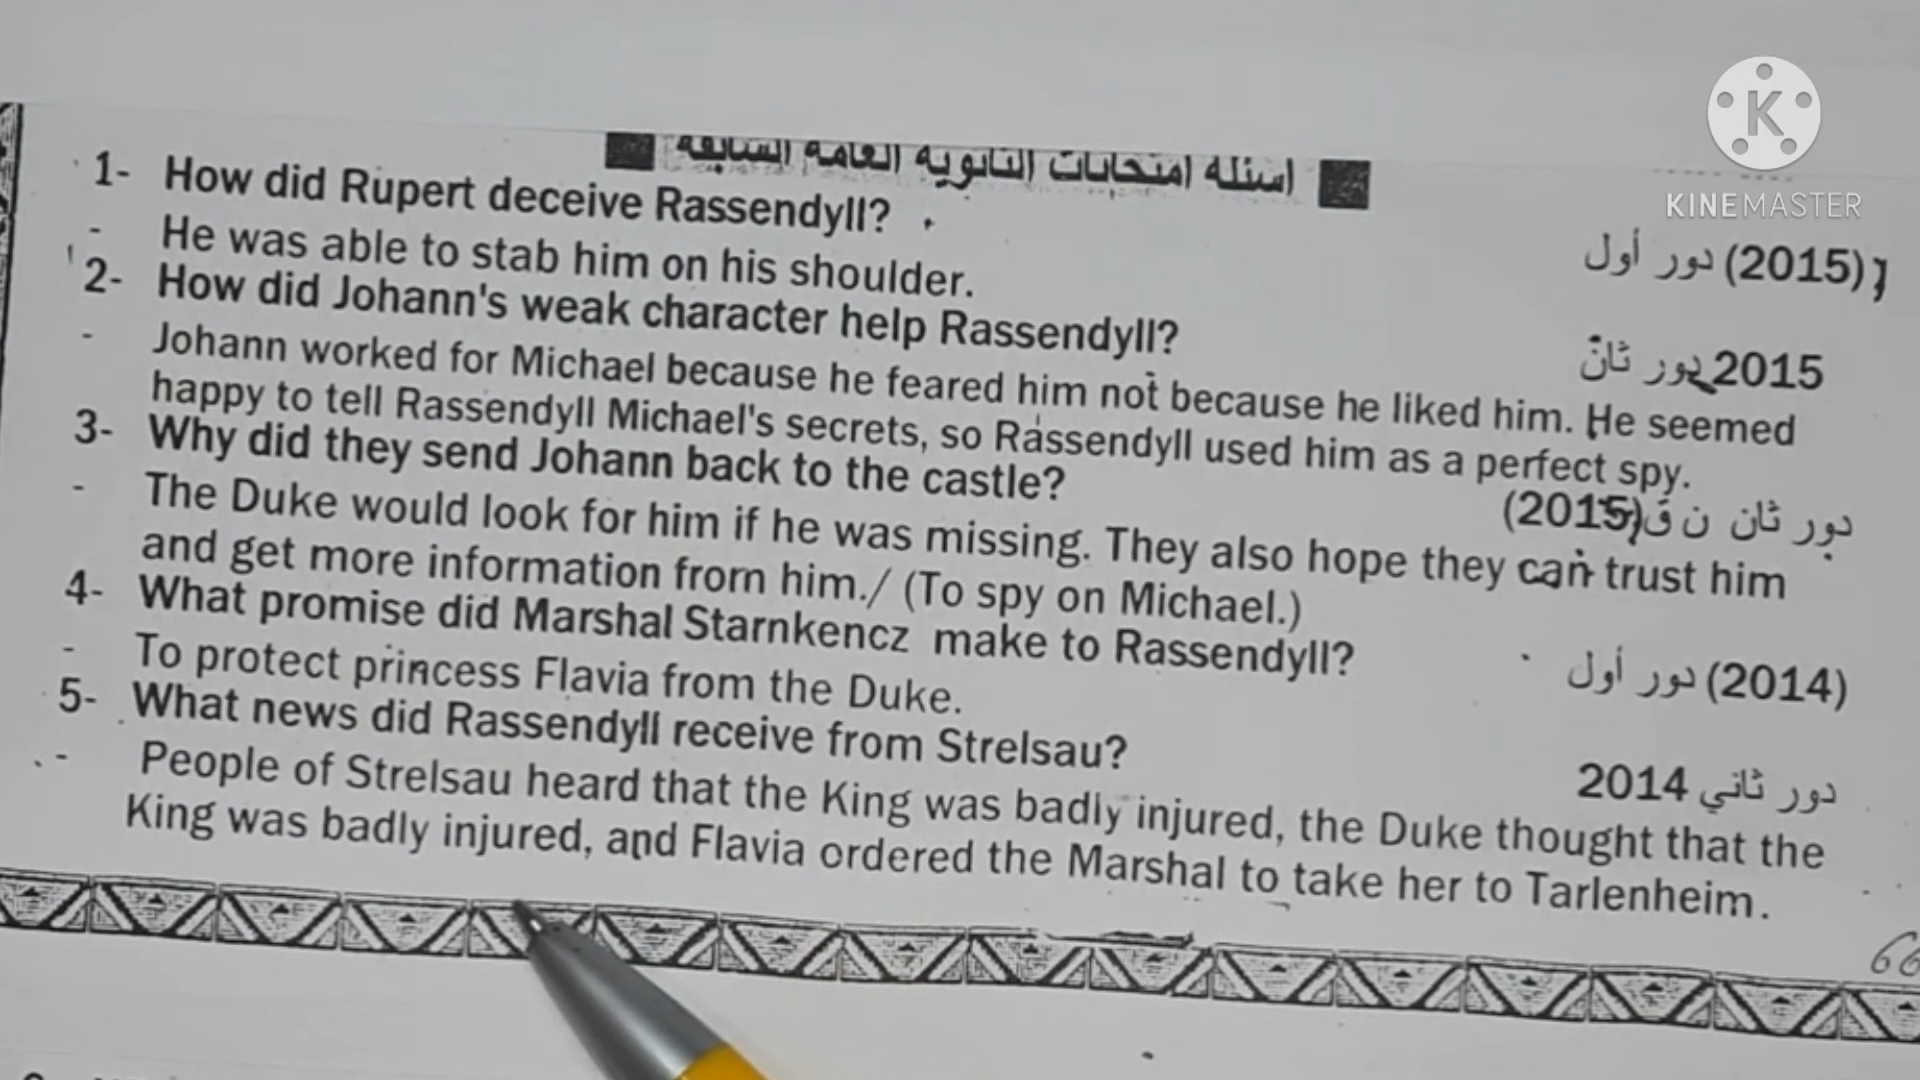 اسئلة امتحانات الثانوية العامة السابقة
KINEMASTER
1- How did Rupert deceive Rassendyll?
(2015) دور أول
- He was able to stab him on his shoulder.
2- How did Johann's weak character help Rassendyll?
2015 دور ثان
- Johann worked for Michael because he feared him not because he liked him. He seemed
happy to tell Rassendyll Michael's secrets, so Rassendyll used him as a perfect spy.
3- Why did they send Johann back to the castle?
دور ثان ن ق (2015)
- The Duke would look for him if he was missing. They also hope they can trust him
and get more information from him./ (To spy on Michael.)
4- What promise did Marshal Starnkencz make to Rassendyll?
(2014) دور أول
- To protect princess Flavia from the Duke.
5- What news did Rassendyll receive from Strelsau?
دور ثاني 2014
- People of Strelsau heard that the King was badly injured, the Duke thought that the
King was badly injured, and Flavia ordered the Marshal to take her to Tarlenheim.
66